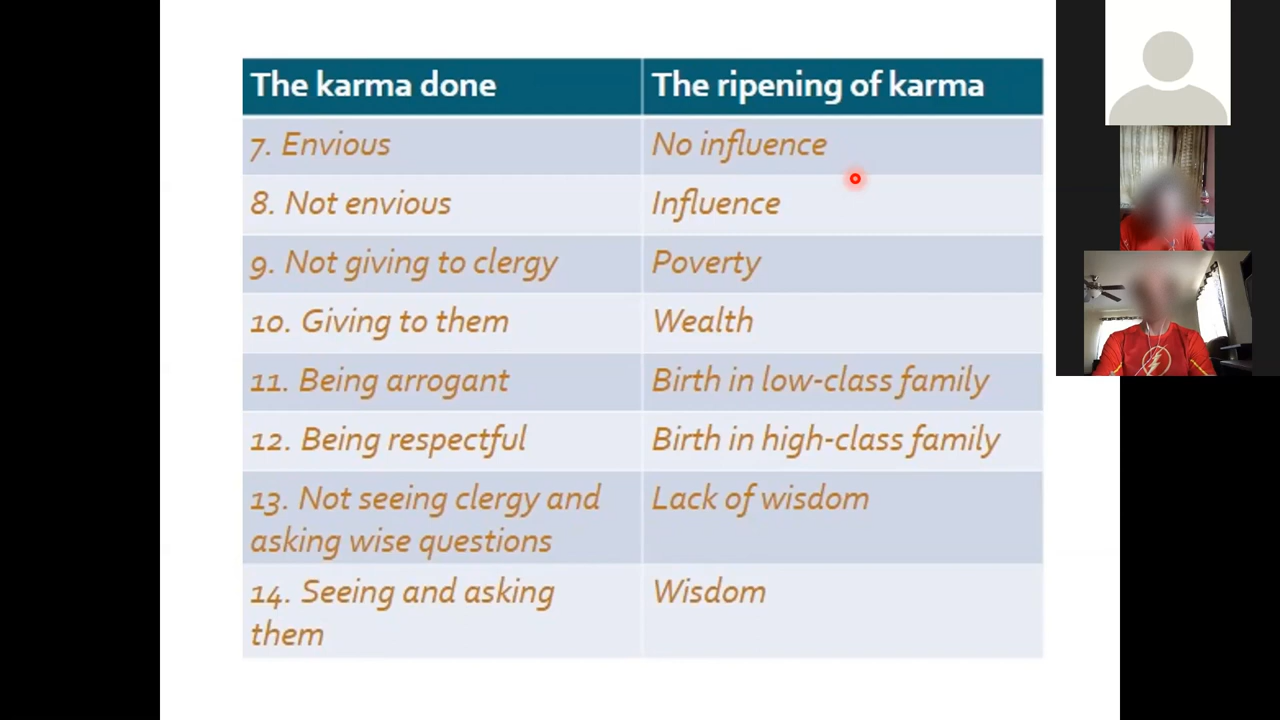 The karma done The ripening of karma
7. Envious No influence
8. Not envious Influence
9. Not giving to clergy Poverty
10. Giving to them Wealth
11. Being arrogant Birth in low-class family
12. Being respectful Birth in high-class family
13. Not seeing clergy and Lack of wisdom
asking wise questions
14. Seeing and asking Wisdom
them